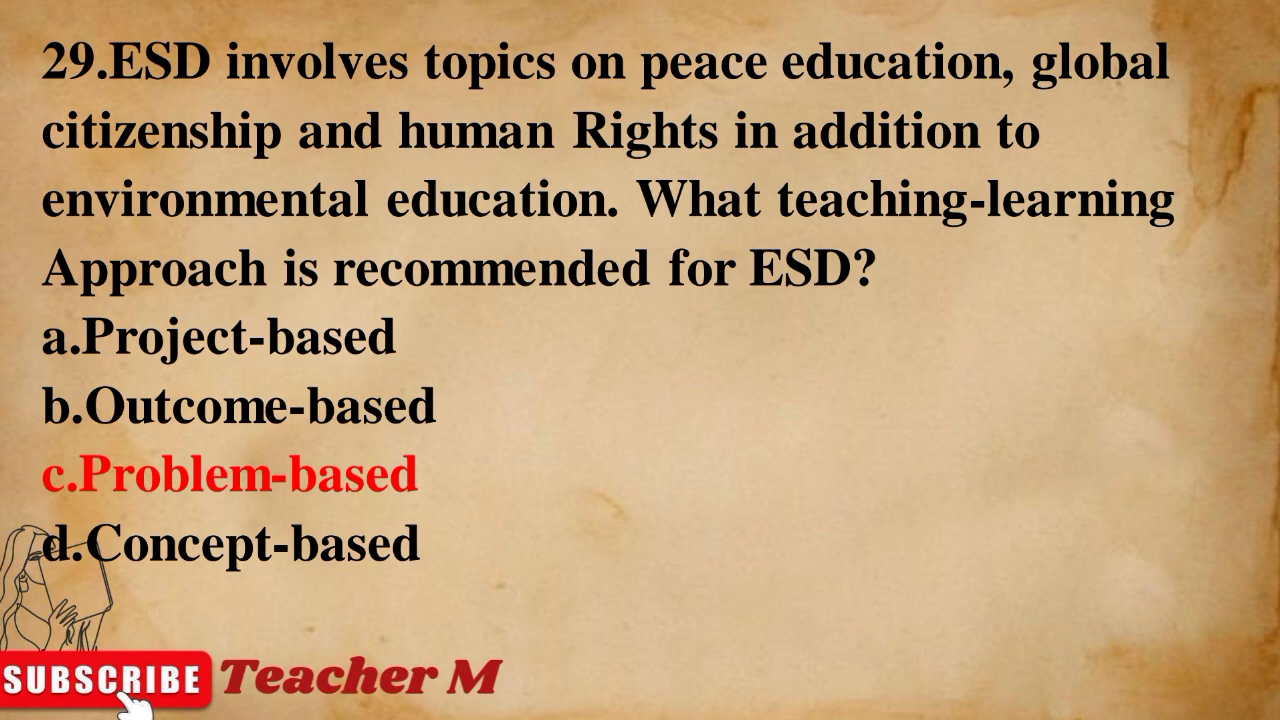 29.ESD involves topics on peace education, global
citizenship and human Rights in addition to
environmental education. What teaching-learning
Approach is recommended for ESD?
a.Project-based
b.Outcome-based
c.Problem-based
d.Concept-based
SUBSCRIBE Teacher M